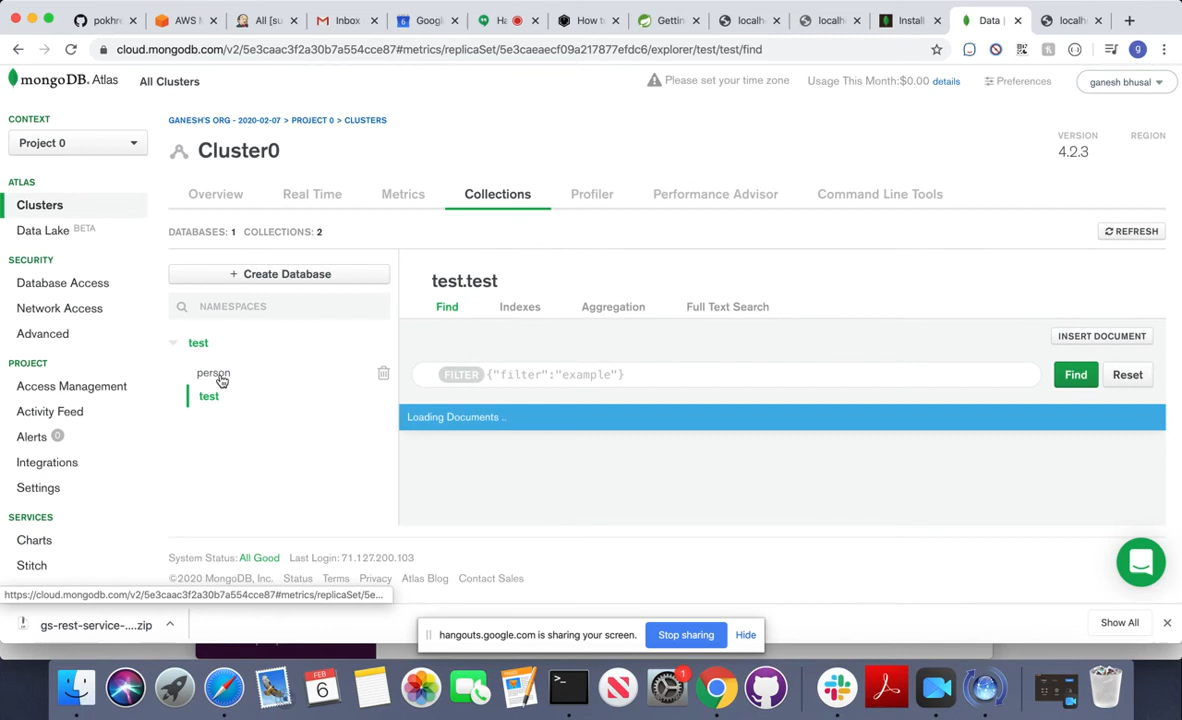 pokhr
AWS M
All [su
Inbox
Googl
Ha
How to
Getting
localh
localh
Install
Data |
localh
cloud.mongodb.com/v2/5e3caac3f2a30b7a554cce87#metrics/replicaSet/5e3caeaecf09a217877efdc6/explorer/test/test/find
g
mongoDB. Atlas
All Clusters
Please set your time zone
Usage This Month:$0.00 details
Preferences
ganesh bhusal
CONTEXT
Project 0
ATLAS
Clusters
Data Lake BETA
SECURITY
Database Access
Network Access
Advanced
PROJECT
Access Management
Activity Feed
Alerts 0
Integrations
Settings
SERVICES
Charts
Stitch
GANESH'S ORG - 2020-02-07 > PROJECT 0 > CLUSTERS
Cluster0
VERSION
4.2.3
REGION
Overview
Real Time
Metrics
Collections
Profiler
Performance Advisor
Command Line Tools
DATABASES: 1 COLLECTIONS: 2
REFRESH
+ Create Database
NAMESPACES
test
person
test
test.test
Find
Indexes
Aggregation
Full Text Search
INSERT DOCUMENT
FILTER {"filter":"example"}
Find
Reset
Loading Documents ..
System Status: All Good Last Login: 71.127.200.103
©2020 MongoDB, Inc. Status Terms Privacy Atlas Blog Contact Sales
https://cloud.mongodb.com/v2/5e3caac3f2a30b7a554cce87#metrics/replicaSet/5e...
gs-rest-service-....zip
hangouts.google.com is sharing your screen.
Stop sharing
Hide
Show All
FEB
6
1